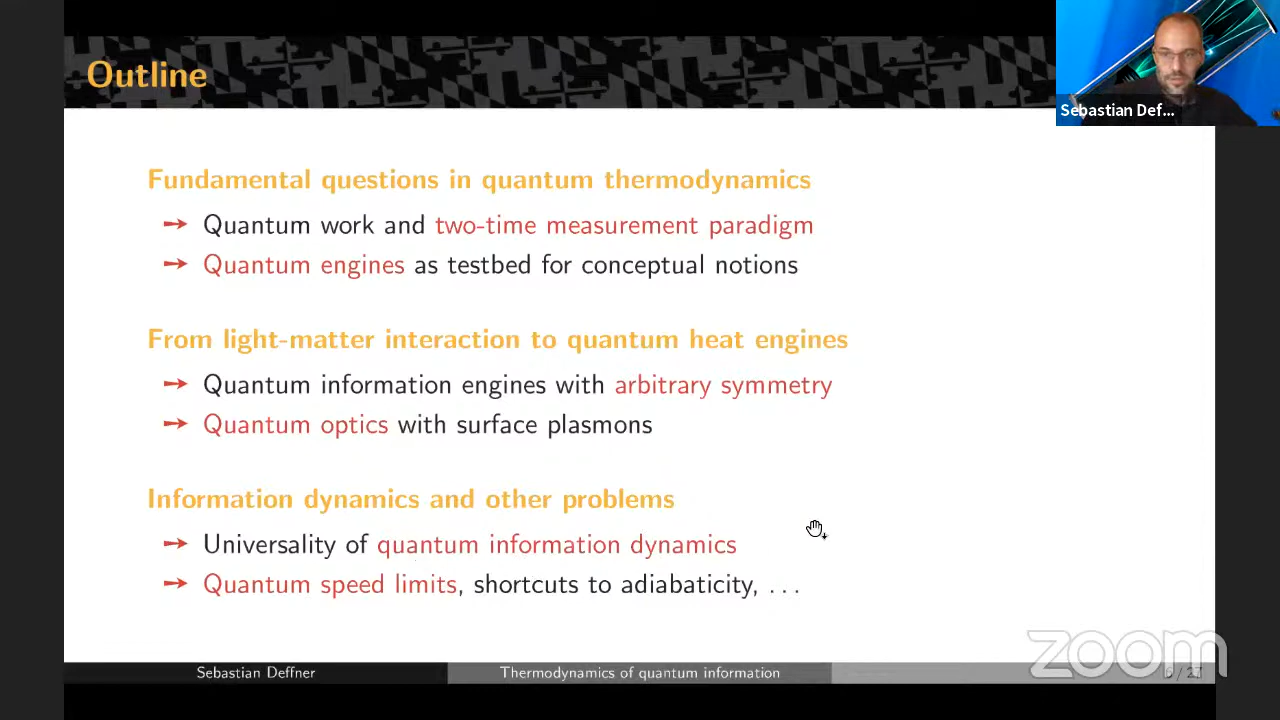 Outline
Sebastian Def...
Fundamental questions in quantum thermodynamics
→ Quantum work and two-time measurement paradigm
→ Quantum engines as testbed for conceptual notions
From light-matter interaction to quantum heat engines
→ Quantum information engines with arbitrary symmetry
→ Quantum optics with surface plasmons
Information dynamics and other problems
→ Universality of quantum information dynamics
→ Quantum speed limits, shortcuts to adiabaticity, . . .
zoom
Sebastian Deffner
Thermodynamics of quantum information
/ 27